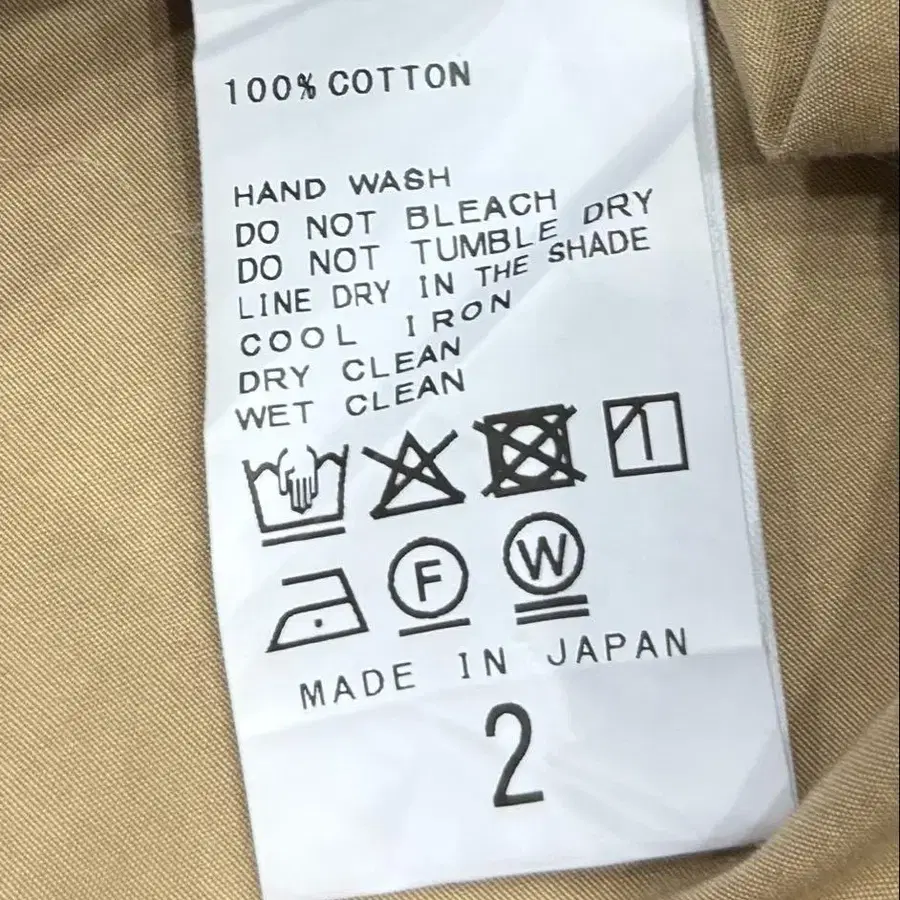 100% COTTON
HAND WASH
DO NOT BLEACH
DO NOT TUMBLE DRY
LINE DRY IN THE SHADE
COOL IRON
DRY CLEAN
WET CLEAN
F W
MADE IN JAPAN
2